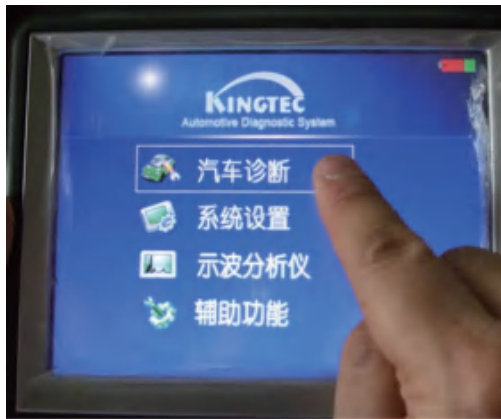 KINGTEC
Automotive Diagnostic System
汽车诊断
系统设置
示波分析仪
辅助功能